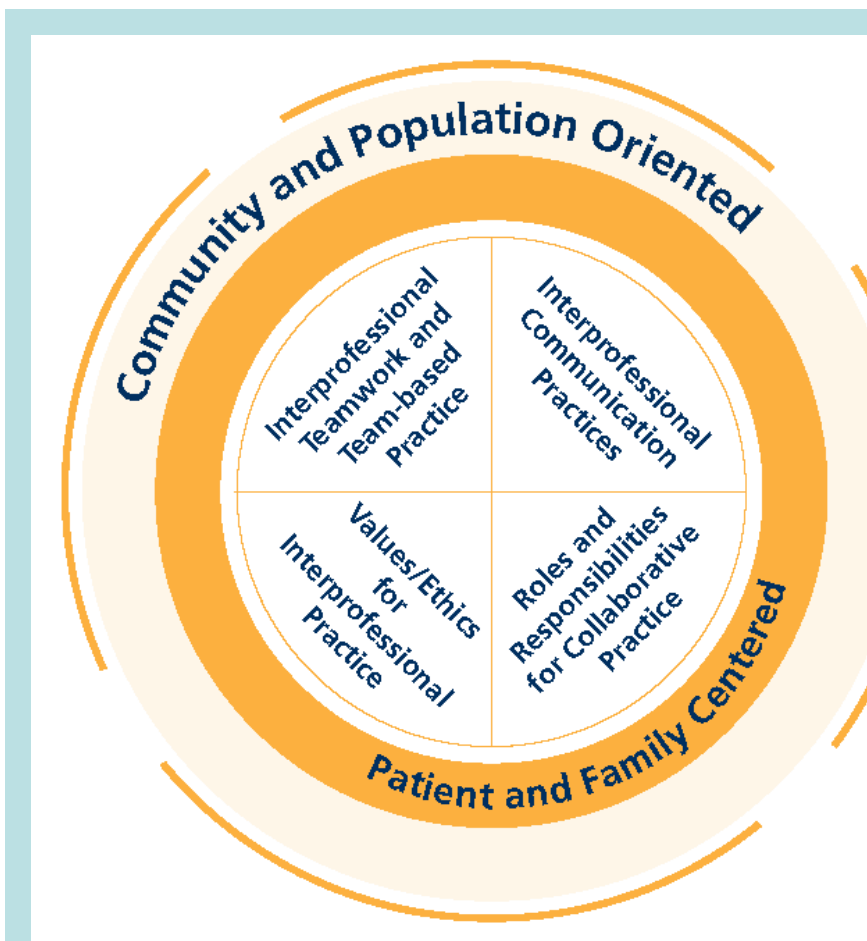 Community and Population Oriented
Interprofessional
Teamwork and
Team-based
Practice
Interprofessional
Communication
Practices
Values/Ethics
for
Interprofessional
Practice
Roles and
Responsibilities
for Collaborative
Practice
Patient and Family Centered